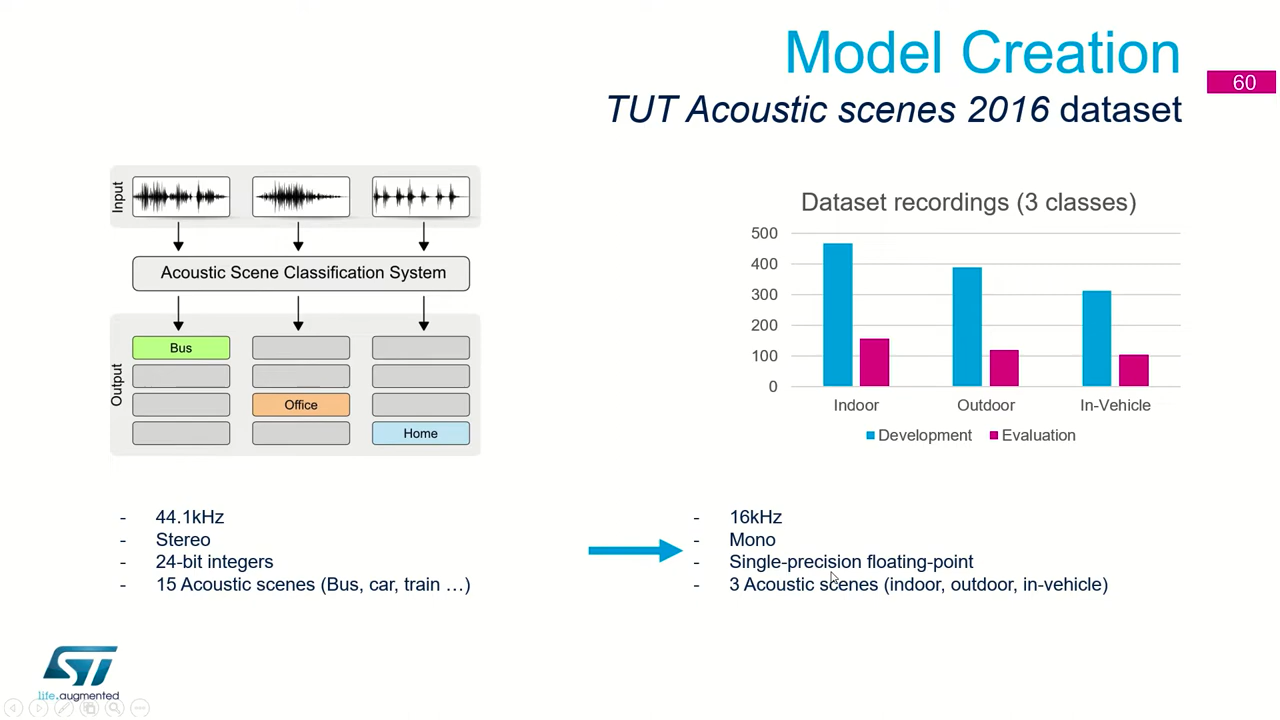 Model Creation
60
TUT Acoustic scenes 2016 dataset
Input
Acoustic Scene Classification System
Output
Bus
Office
Home
Dataset recordings (3 classes)
500
400
300
200
100
0
Indoor
Outdoor
In-Vehicle
Development
Evaluation
- 44.1kHz
- Stereo
- 24-bit integers
- 15 Acoustic scenes (Bus, car, train …)
- 16kHz
- Mono
- Single-precision floating-point
- 3 Acoustic scenes (indoor, outdoor, in-vehicle)
ST
life.augmented